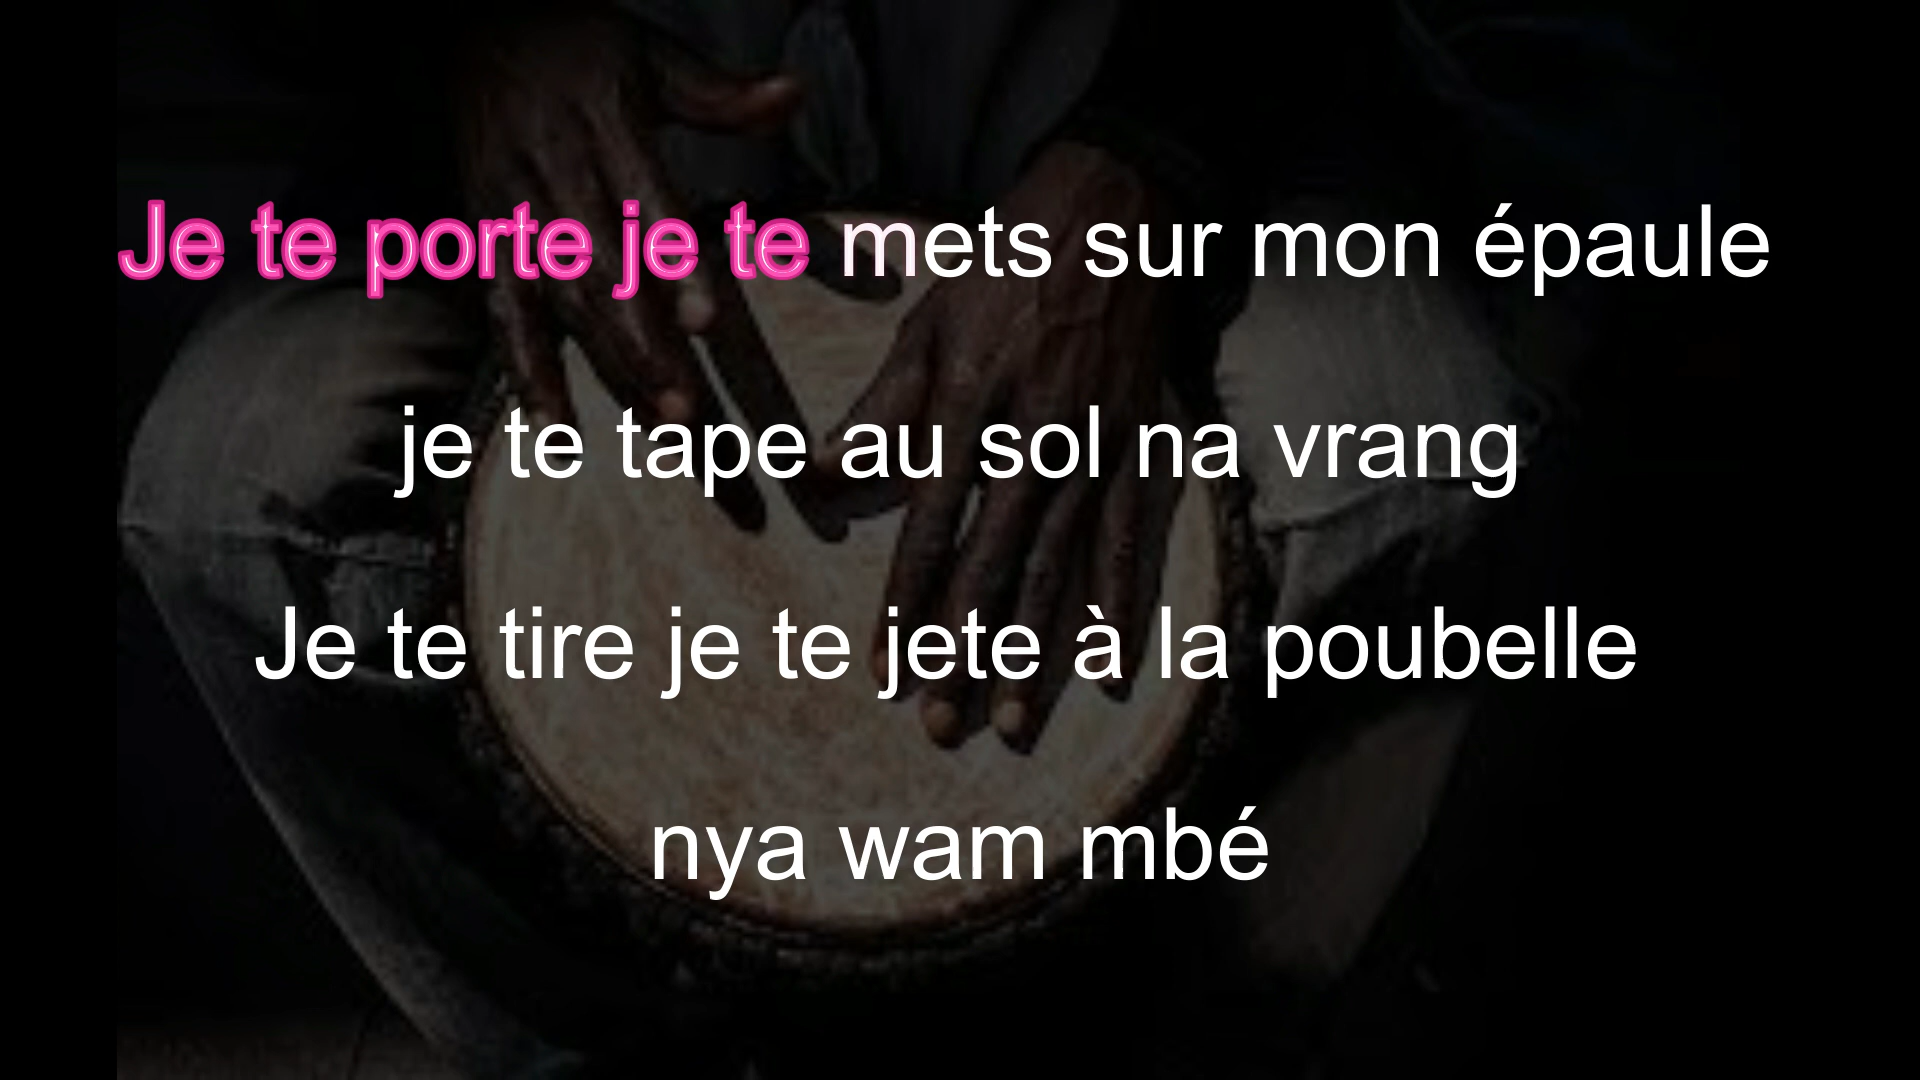 Je te porte je te mets sur mon épaule
je te tape au sol na vrang
Je te tire je te jete à la poubelle
nya wam mbé